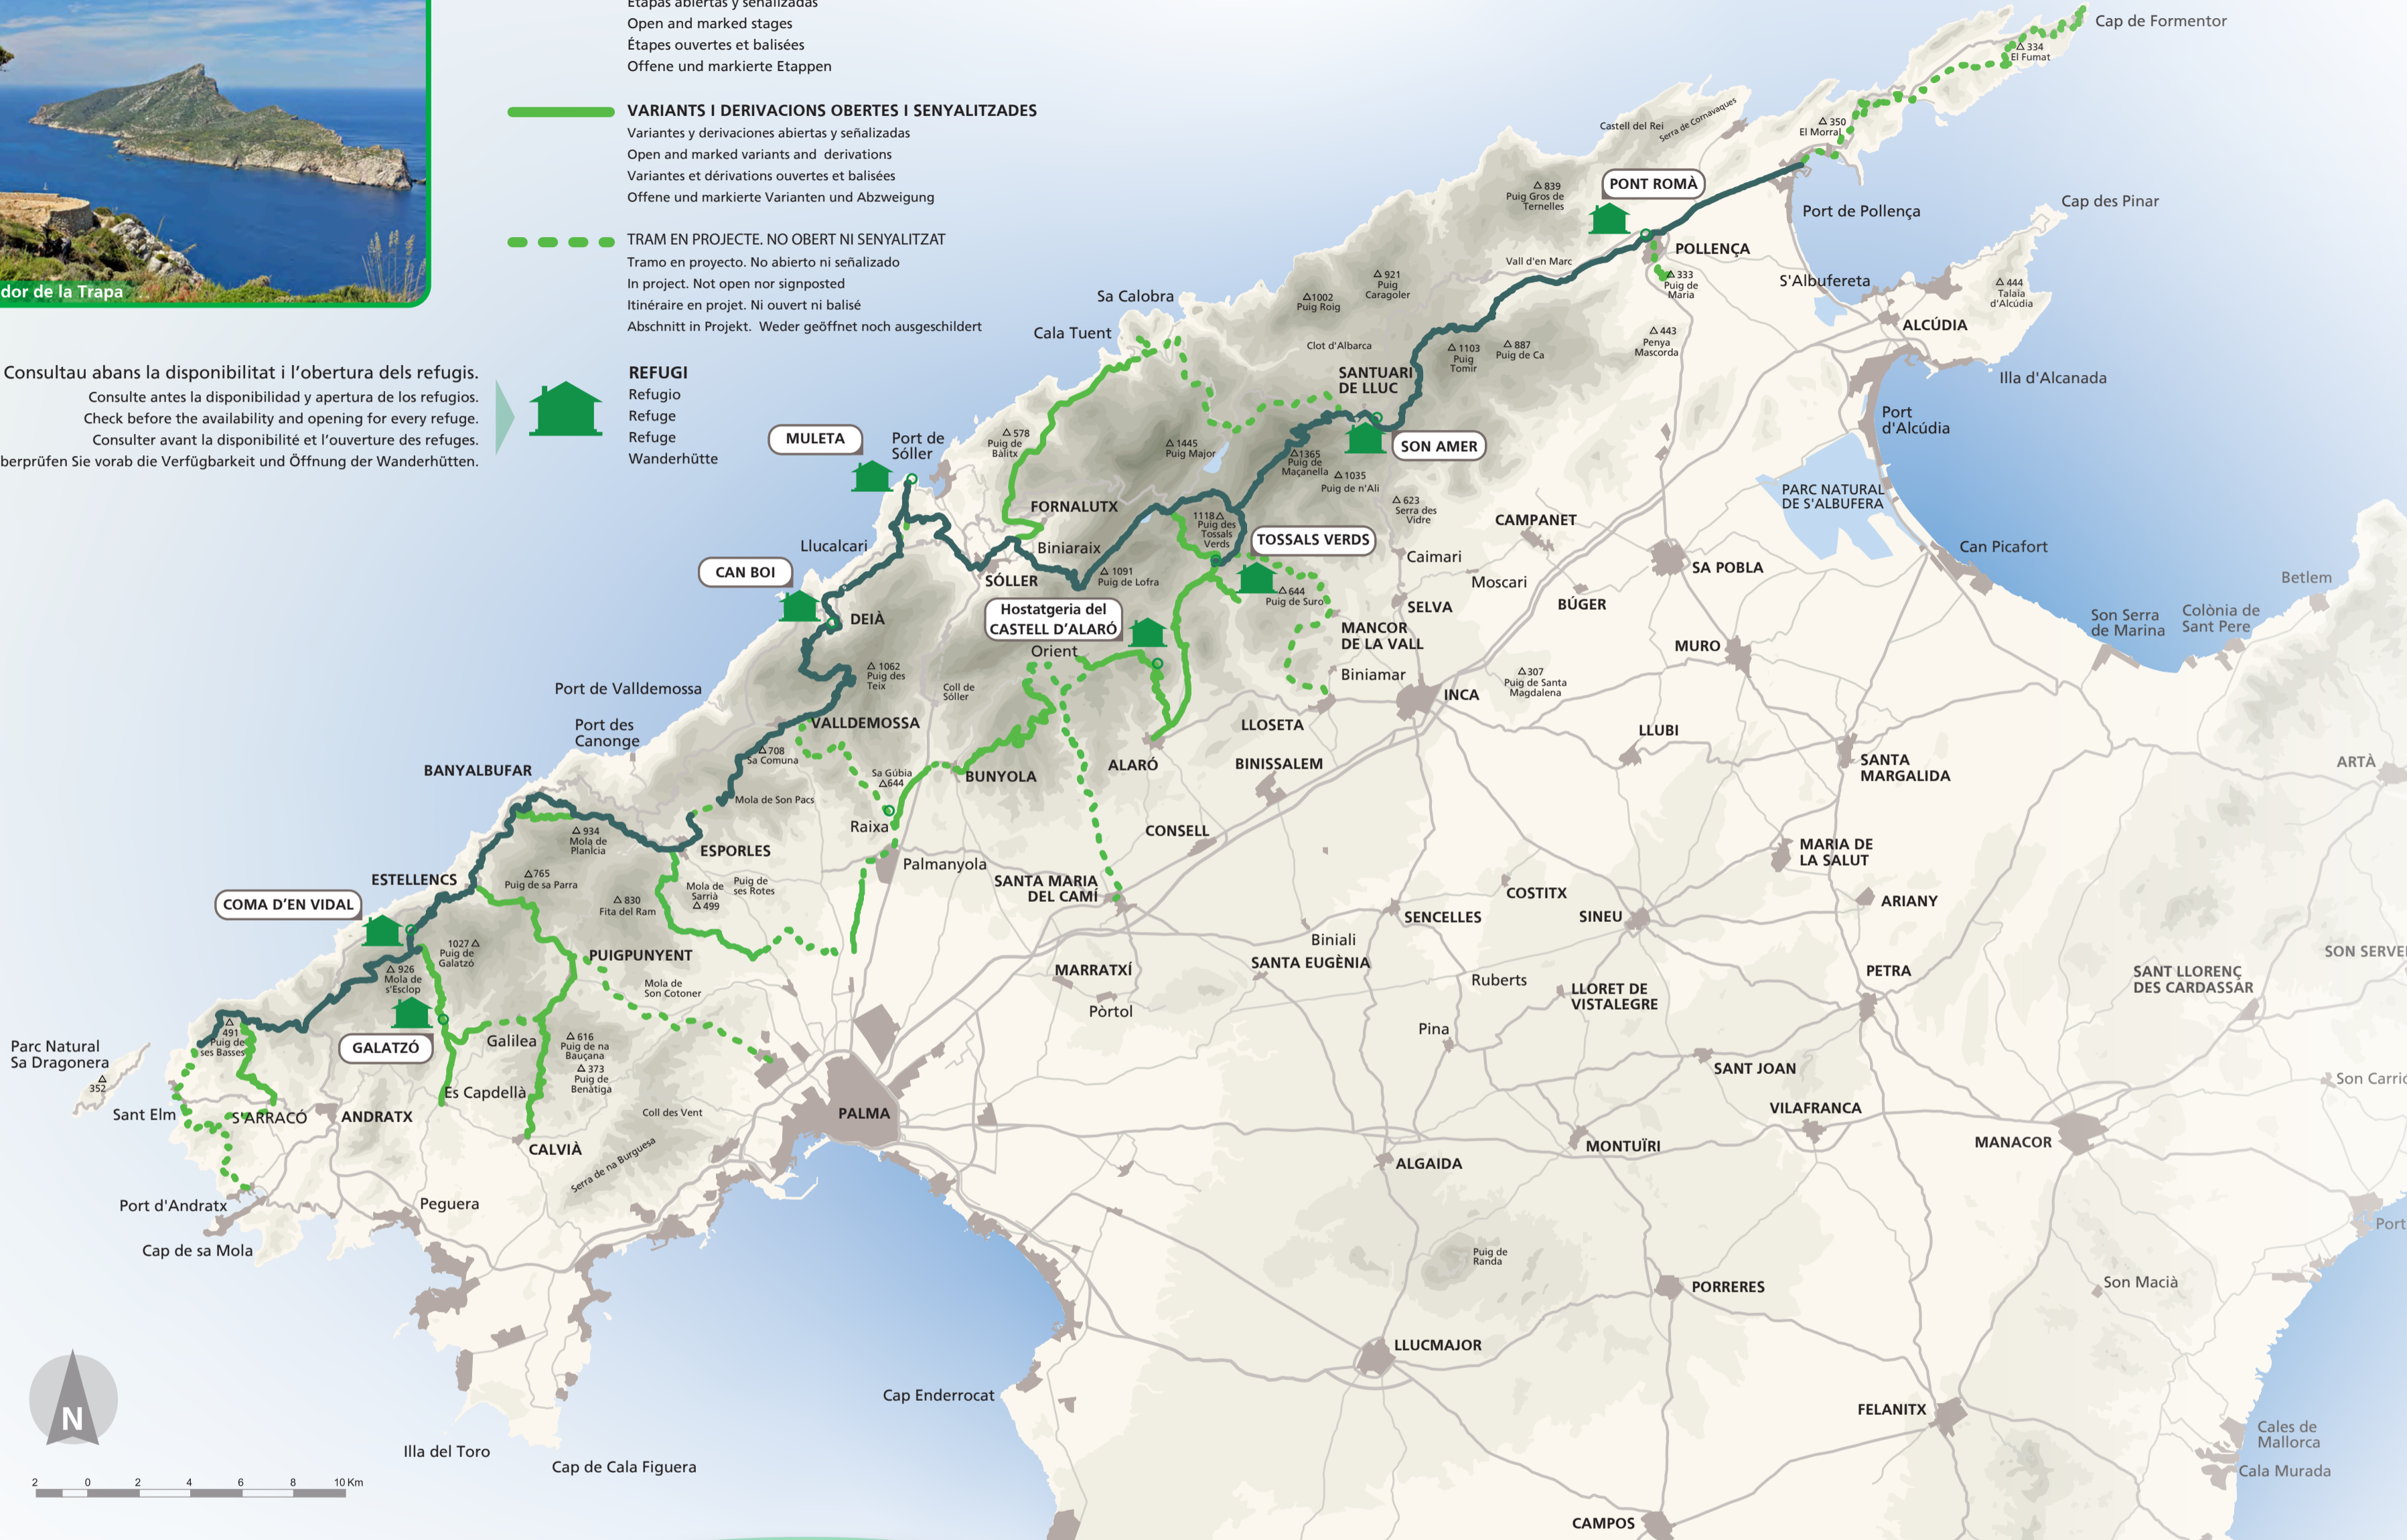 Etapas abiertas y señalizadas
Open and marked stages
Étapes ouvertes et balisées
Offene und markierte Etappen
VARIANTS I DERIVACIONS OBERTES I SENYALITZADES
Variantes y derivaciones abiertas y señalizadas
Open and marked variants and derivations
Variantes et dérivations ouvertes et balisées
Offene und markierte Varianten und Abzweigung
TRAM EN PROJECTE. NO OBERT NI SENYALITZAT
Tramo en proyecto. No abierto ni señalizado
In project. Not open nor signposted
Itinéraire en projet. Ni ouvert ni balisé
Abschnitt in Projekt. Weder geöffnet noch ausgeschildert
dor de la Trapa
Consultau abans la disponibilitat i l’obertura dels refugis.
Consulte antes la disponibilidad y apertura de los refugios.
Check before the availability and opening for every refuge.
Consulter avant la disponibilité et l’ouverture des refuges.
berprüfen Sie vorab die Verfügbarkeit und Öffnung der Wanderhütten.
REFUGI
Refugio
Refuge
Refuge
Wanderhütte
Cap de Formentor
334
El Fumat
350
El Morral
Castell del Rei
Serra de Cornavaques
839
Puig Gros de
Ternelles
PONT ROMÀ
Port de Pollença
Cap des Pinar
POLLENÇA
Vall d'en Marc
333
Puig de
Maria
S'Albufereta
444
Talaia
d'Alcúdia
921
Puig
Caragoler
1002
Puig Roig
Sa Calobra
Cala Tuent
ALCÚDIA
443
Penya
Mascorda
Clot d'Albarca
1103
Puig
Tomir
887
Puig de Ca
SANTUARI
DE LLUC
Illa d'Alcanada
Port
d'Alcúdia
MULETA
Port de
Sóller
578
Puig de
Bàlitx
1445
Puig Major
1365
Puig de
Maçanella
SON AMER
1035
Puig de n'Ali
PARC NATURAL
DE S'ALBUFERA
FORNALUTX
623
Serra des
Vidre
1118
Puig des
Tossals
Verds
CAMPANET
TOSSALS VERDS
Llucalcari
Biniaraix
Caimari
Can Picafort
CAN BOI
SÓLLER
1091
Puig de Lofra
Moscari
SA POBLA
Betlem
644
Puig de Suro
BÚGER
SELVA
Hostatgeria del
CASTELL D’ALARÓ
DEIÀ
Son Serra
de Marina
Colònia de
Sant Pere
MANCOR
DE LA VALL
Orient
MURO
1062
Puig des
Teix
Coll de
Sóller
Biniamar
307
Puig de Santa
Magdalena
INCA
Port de Valldemossa
VALLDEMOSSA
LLOSETA
LLUBI
Port des
Canonge
708
Sa Comuna
BANYALBUFAR
Sa Gúbia
644
BUNYOLA
ALARÓ
BINISSALEM
SANTA
MARGALIDA
ARTÀ
Mola de Son Pacs
Raixa
934
Mola de
Planícia
ESPORLES
CONSELL
MARIA DE
LA SALUT
Palmanyola
ESTELLENCS
765
Puig de sa Parra
Mola de
Sarrià
499
Puig de
ses Rotes
SANTA MARIA
DEL CAMÍ
COMA D’EN VIDAL
830
Fita del Ram
COSTITX
SENCELLES
SINEU
ARIANY
1027
Puig de
Galatzó
PUIGPUNYENT
Biniali
SON SERVE
926
Mola de
s'Esclop
MARRATXÍ
SANTA EUGÈNIA
PETRA
SANT LLORENÇ
DES CARDASSAR
Mola de
Son Cotoner
Ruberts
LLORET DE
VISTALEGRE
Pòrtol
491
Puig de
ses Basses
GALATZÓ
Galilea
616
Puig de na
Bauçana
Pina
Parc Natural
Sa Dragonera
352
373
Puig de
Benàtiga
SANT JOAN
Son Carrió
Es Capdellà
Sant Elm
S'ARRACÓ
ANDRATX
Coll des Vent
PALMA
VILAFRANCA
CALVIÀ
Serra de na Burguesa
MANACOR
MONTUÏRI
ALGAIDA
Port d'Andratx
Peguera
Port
Cap de sa Mola
Puig de
Randa
PORRERES
Son Macià
LLUCMAJOR
Cap Enderrocat
FELANITX
Cales de
Mallorca
Cala Murada
Illa del Toro
Cap de Cala Figuera
N
2 0 2 4 6 8 10 Km
CAMPOS